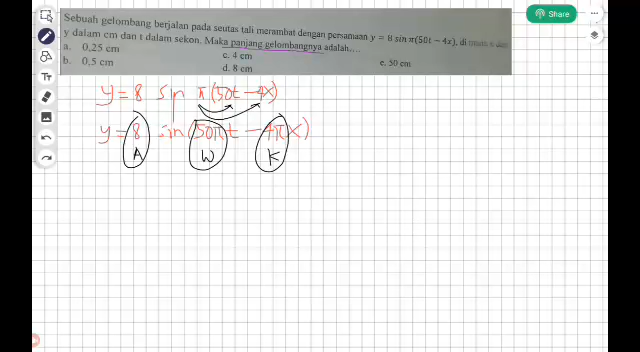 Share
Sebuah gelombang berjalan pada seutas tali merambat dengan persamaan y = 8 sin π(50t − 4x), di mana x dan
y dalam cm dan t dalam sekon. Maka panjang gelombangnya adalah....
a. 0,25 cm
c. 4 cm
e. 50 cm
b. 0,5 cm
d. 8 cm
y = 8 sin π(50t − 4x)
y = 8 sin(50π t − 4π x)
A W K